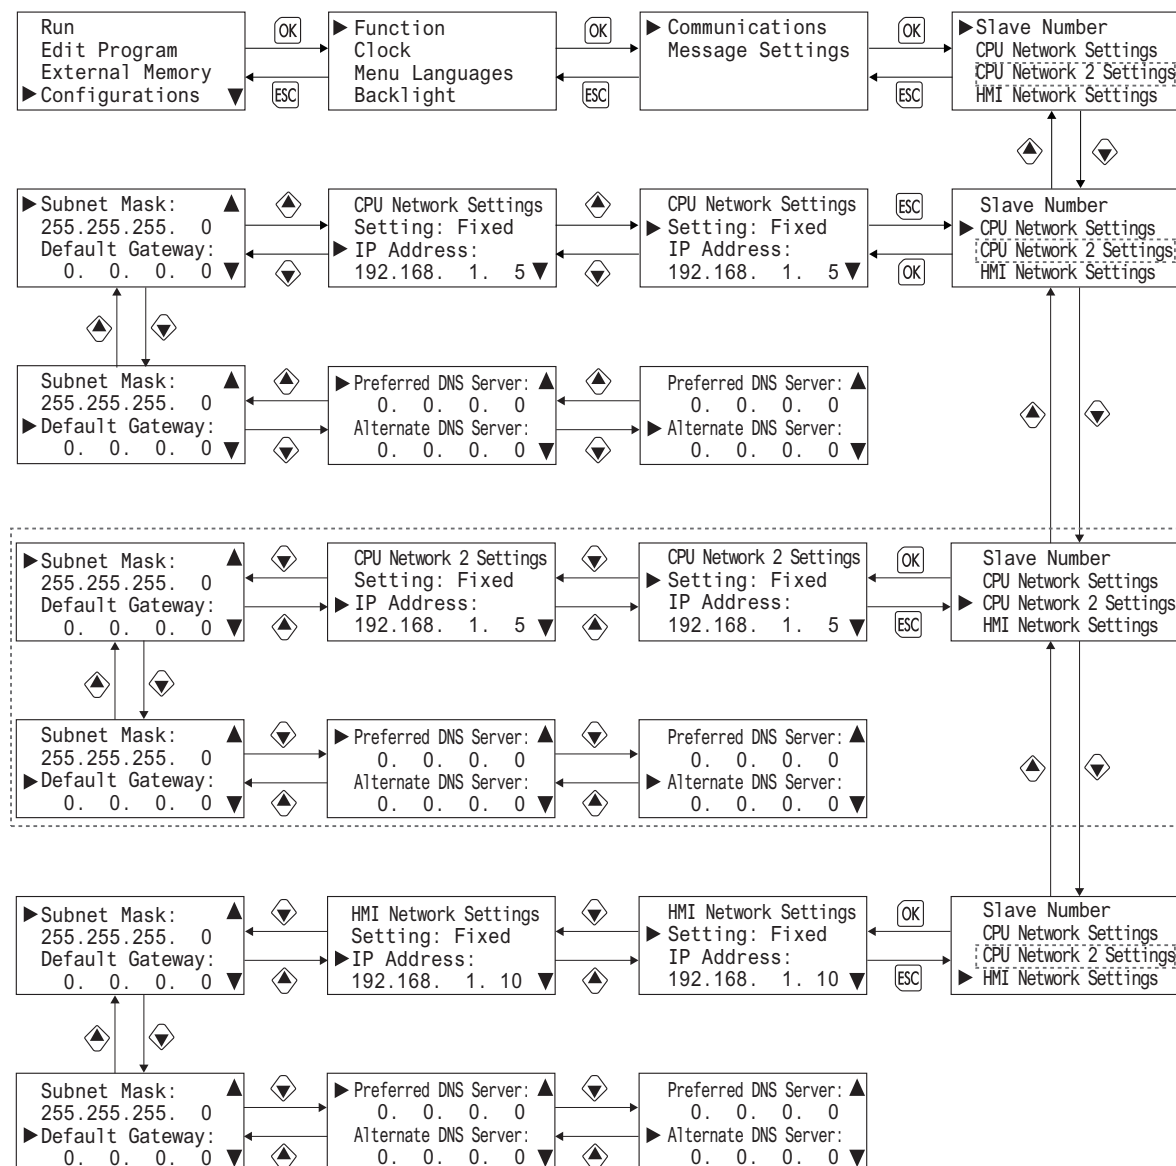 Run
Edit Program
External Memory
Configurations
OK
ESC
Function
Clock
Menu Languages
Backlight
OK
ESC
Communications
Message Settings
OK
ESC
Slave Number
CPU Network Settings
CPU Network 2 Settings
HMI Network Settings
Subnet Mask:
255.255.255. 0
Default Gateway:
0. 0. 0. 0
CPU Network Settings
Setting: Fixed
IP Address:
192.168. 1. 5
CPU Network Settings
Setting: Fixed
IP Address:
192.168. 1. 5
ESC
OK
Slave Number
CPU Network Settings
CPU Network 2 Settings
HMI Network Settings
Subnet Mask:
255.255.255. 0
Default Gateway:
0. 0. 0. 0
Preferred DNS Server:
0. 0. 0. 0
Alternate DNS Server:
0. 0. 0. 0
Preferred DNS Server:
0. 0. 0. 0
Alternate DNS Server:
0. 0. 0. 0
Subnet Mask:
255.255.255. 0
Default Gateway:
0. 0. 0. 0
CPU Network 2 Settings
Setting: Fixed
IP Address:
192.168. 1. 5
CPU Network 2 Settings
Setting: Fixed
IP Address:
192.168. 1. 5
OK
ESC
Slave Number
CPU Network Settings
CPU Network 2 Settings
HMI Network Settings
Subnet Mask:
255.255.255. 0
Default Gateway:
0. 0. 0. 0
Preferred DNS Server:
0. 0. 0. 0
Alternate DNS Server:
0. 0. 0. 0
Preferred DNS Server:
0. 0. 0. 0
Alternate DNS Server:
0. 0. 0. 0
Subnet Mask:
255.255.255. 0
Default Gateway:
0. 0. 0. 0
HMI Network Settings
Setting: Fixed
IP Address:
192.168. 1. 10
HMI Network Settings
Setting: Fixed
IP Address:
192.168. 1. 10
OK
ESC
Slave Number
CPU Network Settings
CPU Network 2 Settings
HMI Network Settings
Subnet Mask:
255.255.255. 0
Default Gateway:
0. 0. 0. 0
Preferred DNS Server:
0. 0. 0. 0
Alternate DNS Server:
0. 0. 0. 0
Preferred DNS Server:
0. 0. 0. 0
Alternate DNS Server:
0. 0. 0. 0